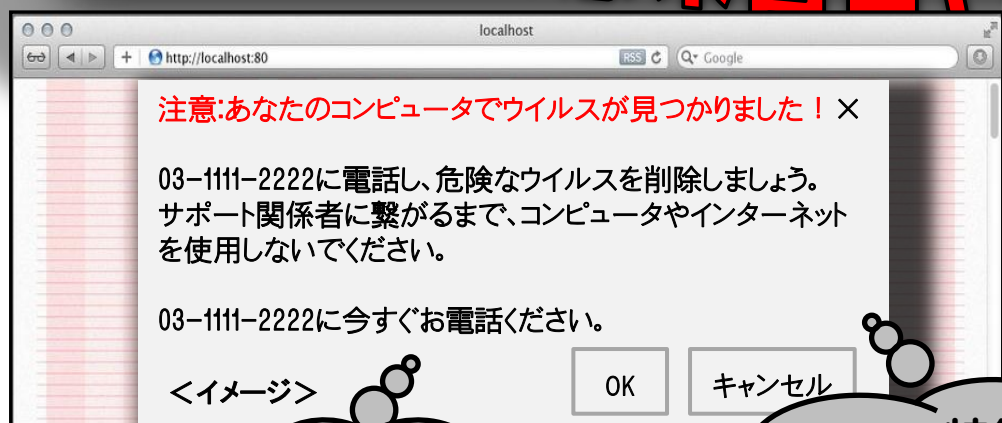 localhost
http://localhost:80
RSS
Google
注意:あなたのコンピュータでウイルスが見つかりました！×
03-1111-2222に電話し、危険なウイルスを削除しましょう。
サポート関係者に繋がるまで、コンピュータやインターネット
を使用しないでください。
03-1111-2222に今すぐお電話ください。
＜イメージ＞
OK
キャンセル